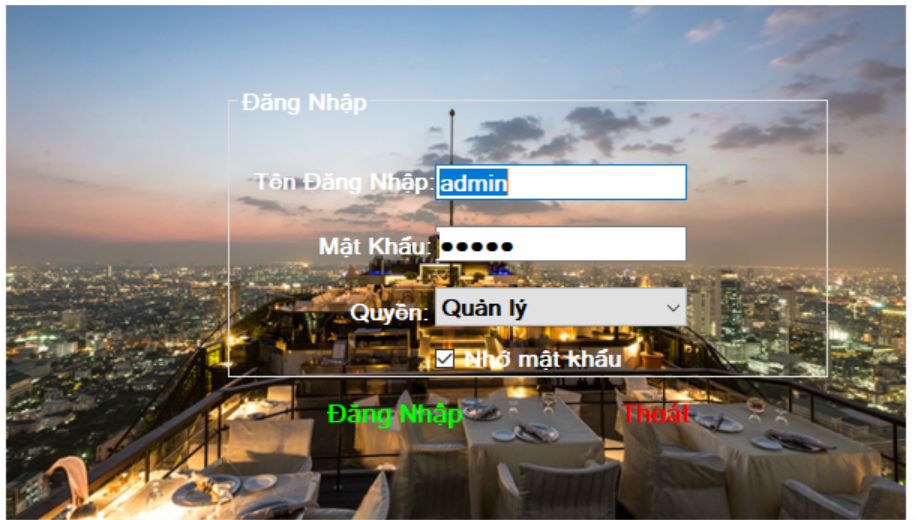 Đăng Nhập
Tên Đăng Nhập: admin
Mật Khẩu: ●●●●●
Quyền: Quản lý
Nhớ mật khẩu
Đăng Nhập Thoát